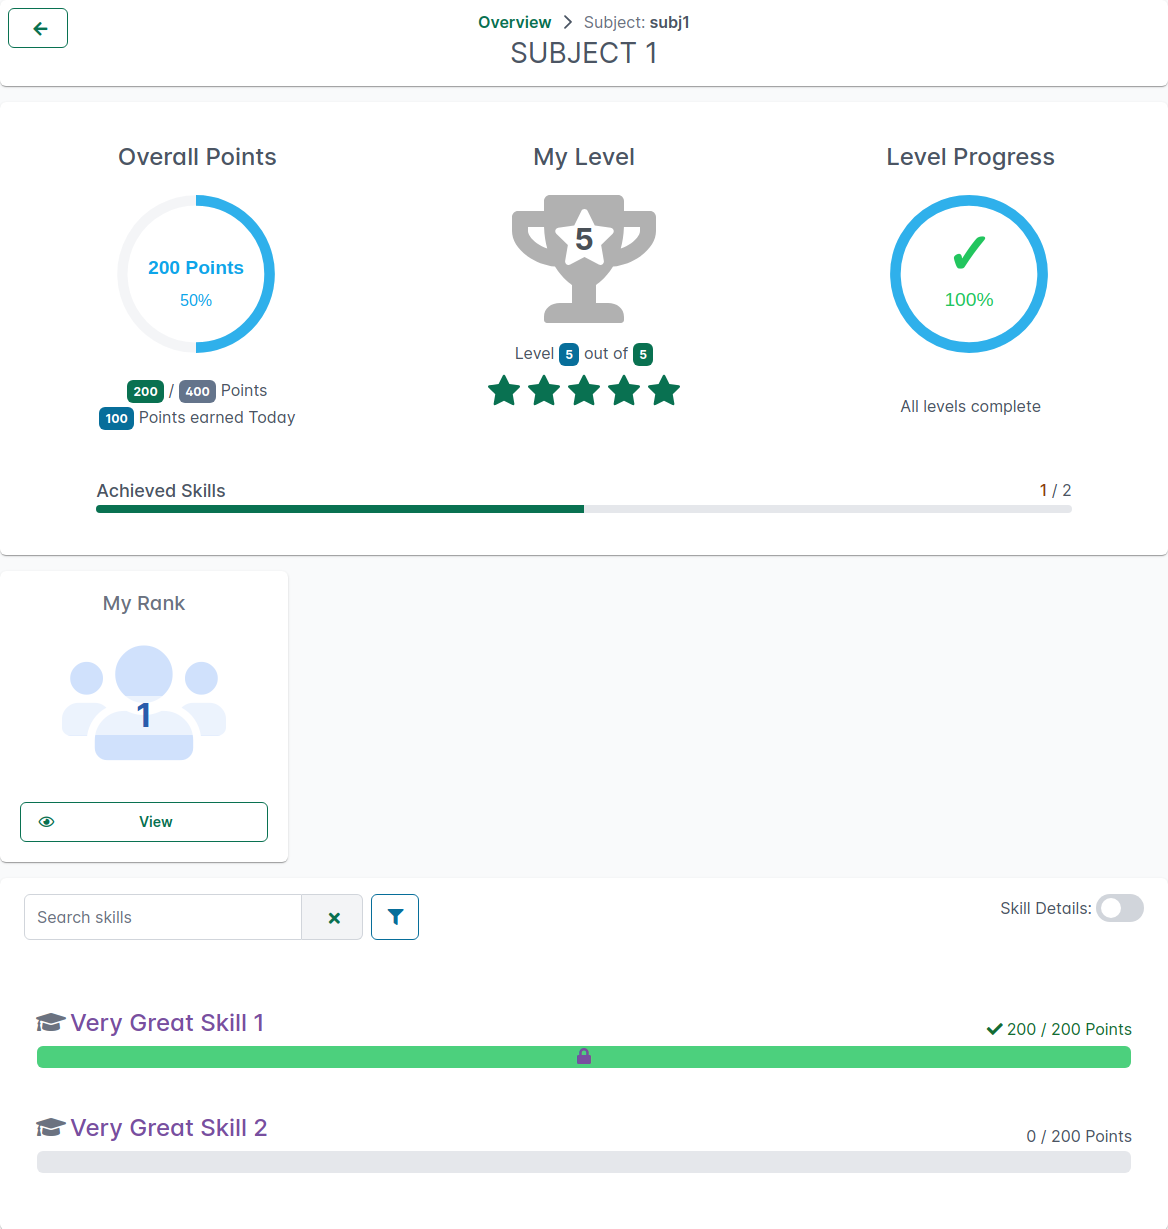 Overview > Subject: subj1
SUBJECT 1
Overall Points
200 Points
50%
200 / 400 Points
100 Points earned Today
My Level
5
Level 5 out of 5
Level Progress
100%
All levels complete
Achieved Skills 1 / 2
My Rank
1
View
Search skills
Skill Details:
Very Great Skill 1 200 / 200 Points
Very Great Skill 2 0 / 200 Points